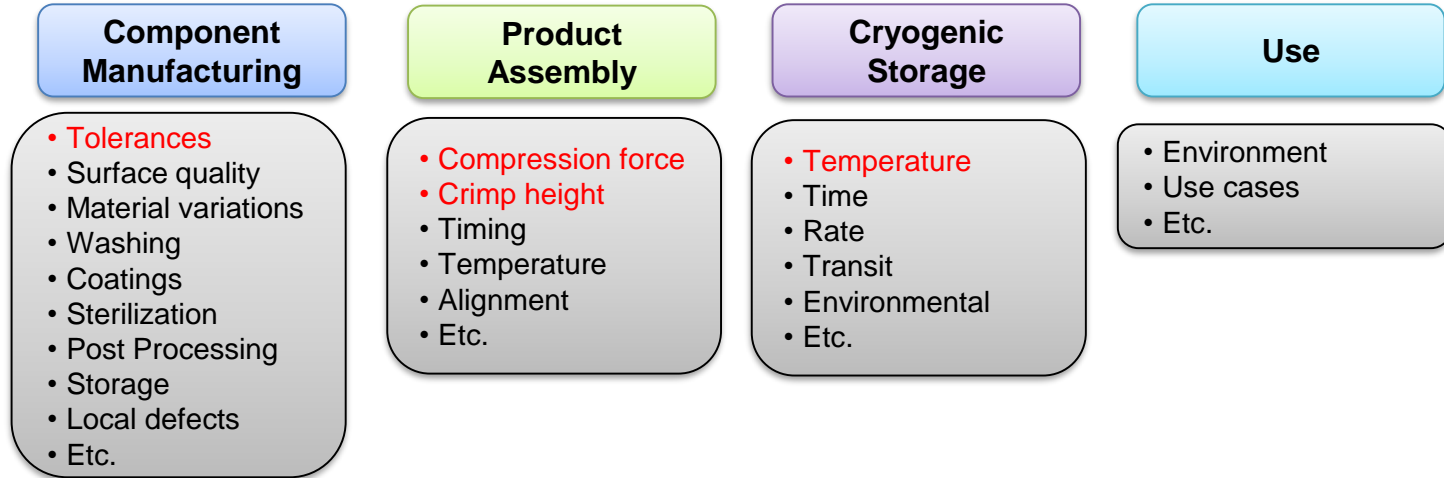 Component
Manufacturing
• Tolerances
• Surface quality
• Material variations
• Washing
• Coatings
• Sterilization
• Post Processing
• Storage
• Local defects
• Etc.
Product
Assembly
• Compression force
• Crimp height
• Timing
• Temperature
• Alignment
• Etc.
Cryogenic
Storage
• Temperature
• Time
• Rate
• Transit
• Environmental
• Etc.
Use
• Environment
• Use cases
• Etc.